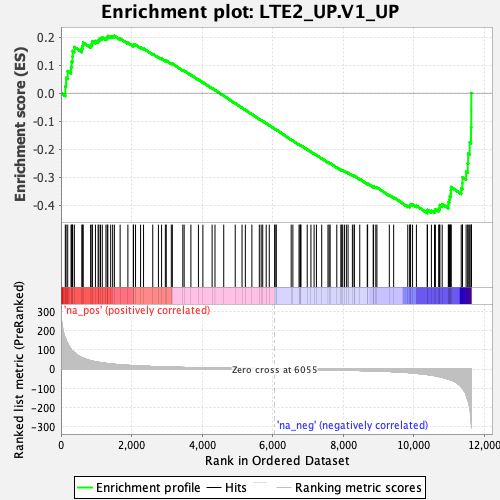 Enrichment plot: LTE2_UP.V1_UP
Enrichment score (ES)
0.2
0.1
0.0
-0.1
-0.2
-0.3
-0.4
'na_pos' (positively correlated)
Ranked list metric (PreRanked)
300
200
100
0
-100
-200
-300
Zero cross at 6055
'na_neg' (negatively correlated)
0
2,000
4,000
6,000
8,000
10,000
12,000
Rank in Ordered Dataset
Enrichment profile
Hits
Ranking metric scores